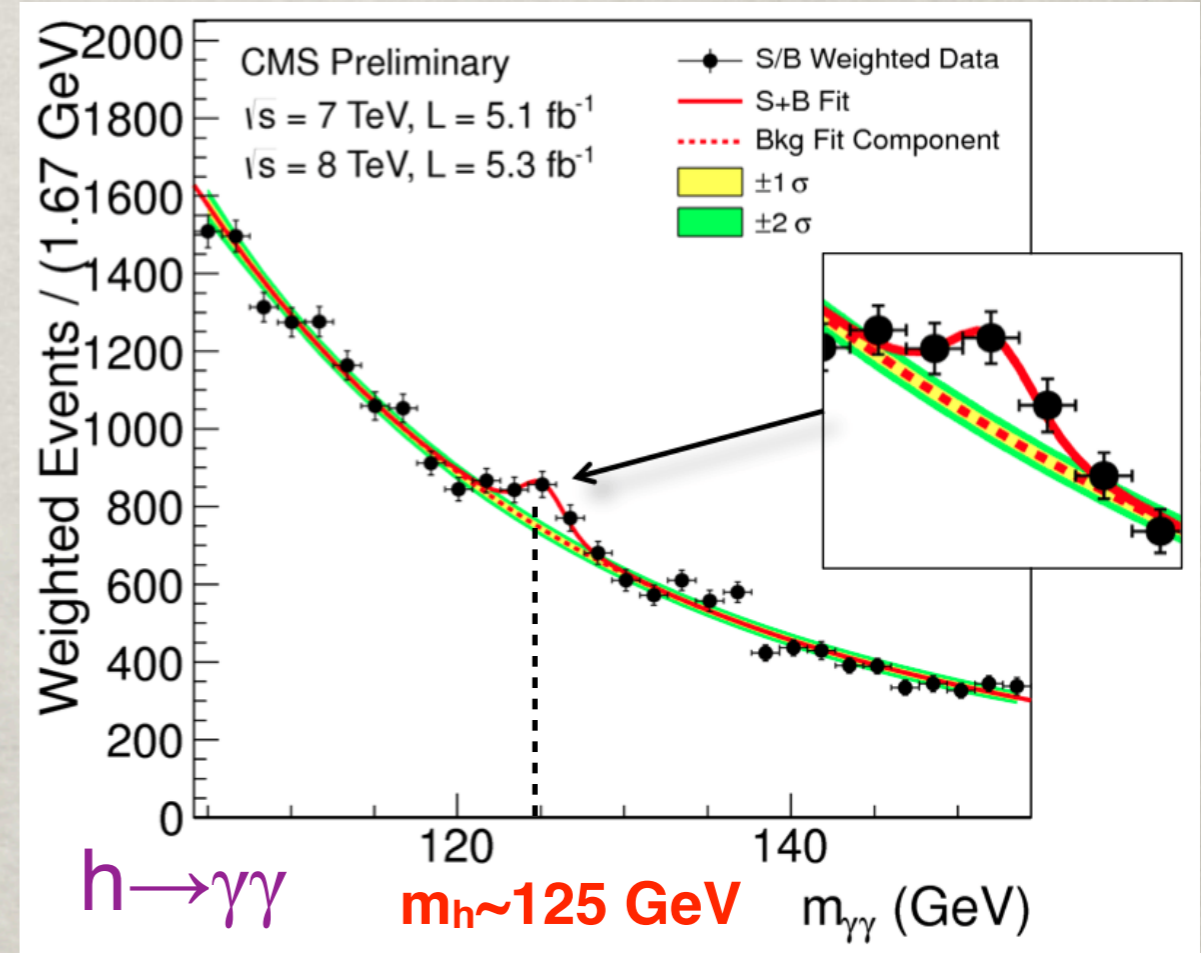 CMS Preliminary
√s = 7 TeV, L = 5.1 fb⁻¹
√s = 8 TeV, L = 5.3 fb⁻¹
S/B Weighted Data
S+B Fit
Bkg Fit Component
±1 σ
±2 σ
Weighted Events / (1.67 GeV)
2000
1800
1600
1400
1200
1000
800
600
400
200
0
120 140
h→γγ
mₕ~125 GeV
m_γγ (GeV)